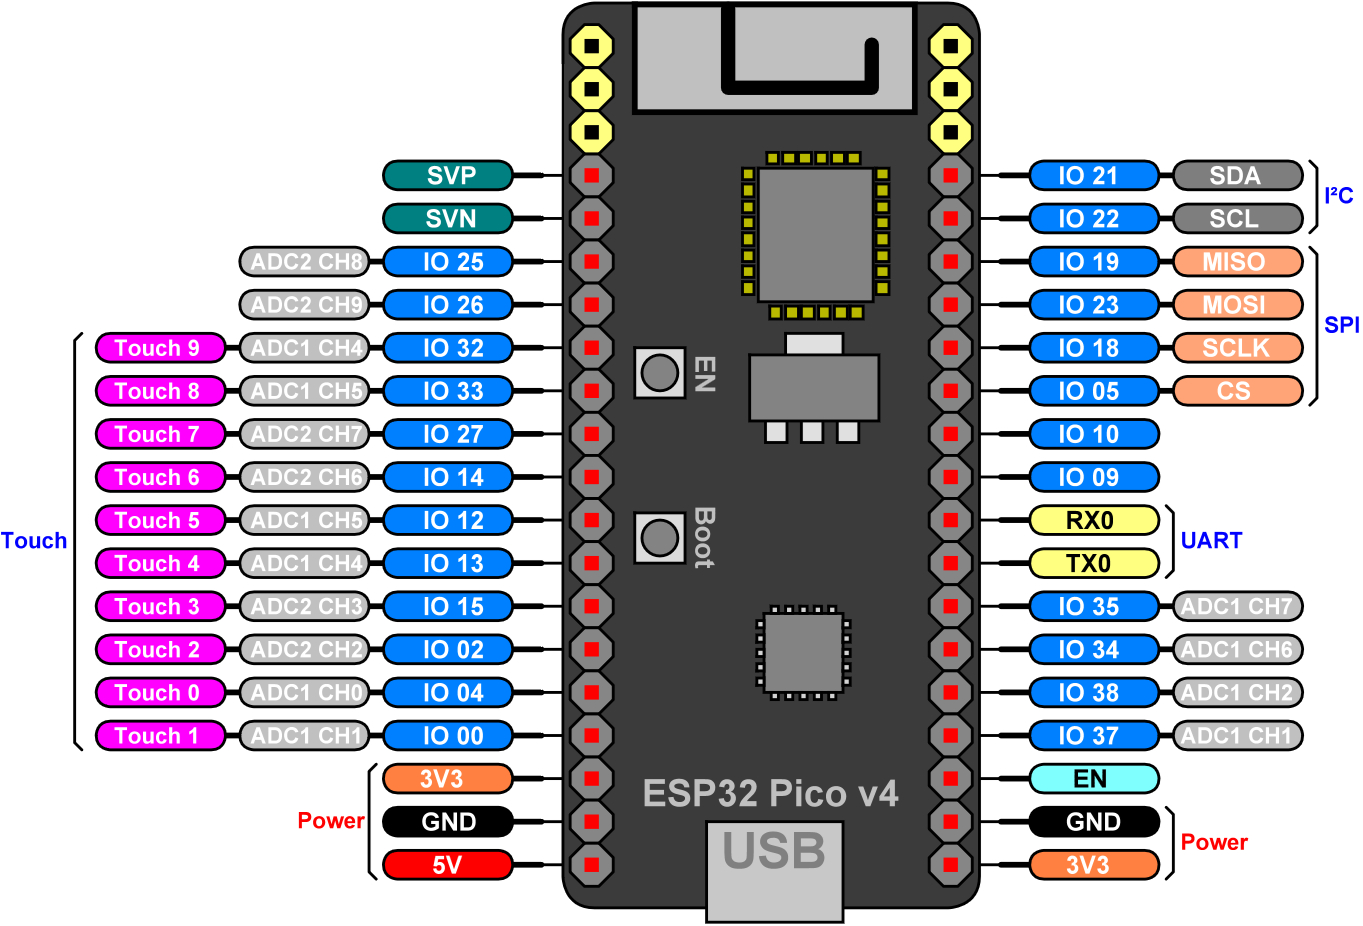 SVP IO 21 SDA
I²C
SVN IO 22 SCL
ADC2 CH8 IO 25 IO 19 MISO
ADC2 CH9 IO 26 IO 23 MOSI
SPI
Touch 9 ADC1 CH4 IO 32 IO 18 SCLK
EN
Touch 8 ADC1 CH5 IO 33 IO 05 CS
Touch 7 ADC2 CH7 IO 27 IO 10
Touch 6 ADC2 CH6 IO 14 IO 09
Touch 5 ADC1 CH5 IO 12 RX0
Touch Boot UART
Touch 4 ADC1 CH4 IO 13 TX0
Touch 3 ADC2 CH3 IO 15 IO 35 ADC1 CH7
Touch 2 ADC2 CH2 IO 02 IO 34 ADC1 CH6
Touch 0 ADC1 CH0 IO 04 IO 38 ADC1 CH2
Touch 1 ADC1 CH1 IO 00 IO 37 ADC1 CH1
3V3 EN
ESP32 Pico v4
Power GND GND
Power
USB
5V 3V3